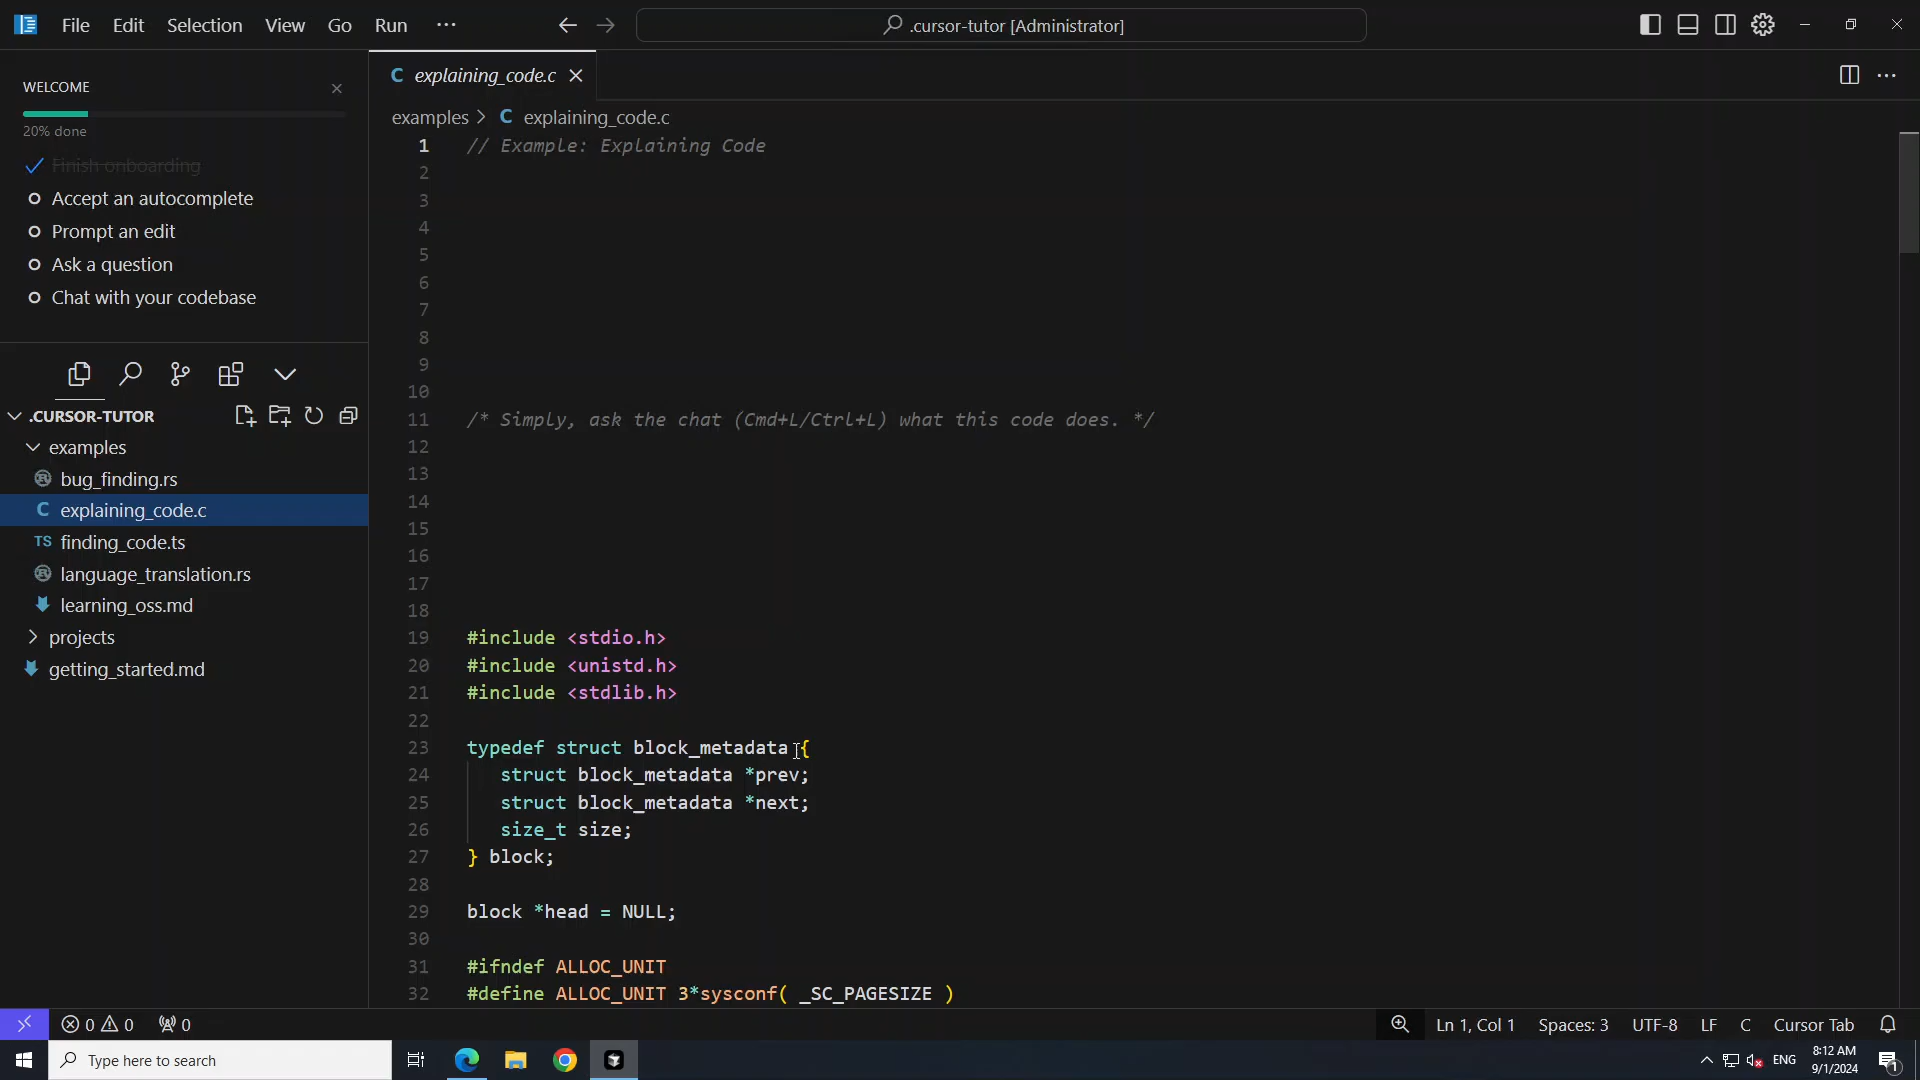 File Edit Selection View Go Run ···
.cursor-tutor [Administrator]
WELCOME
20% done
Finish onboarding
Accept an autocomplete
Prompt an edit
Ask a question
Chat with your codebase
.CURSOR-TUTOR
examples
bug_finding.rs
C explaining_code.c
TS finding_code.ts
language_translation.rs
learning_oss.md
projects
getting_started.md
C explaining_code.c
examples > C explaining_code.c
1 // Example: Explaining Code
2
3
4
5
6
7
8
9
10
11 /* Simply, ask the chat (Cmd+L/Ctrl+L) what this code does. */
12
13
14
15
16
17
18
19 #include <stdio.h>
20 #include <unistd.h>
21 #include <stdlib.h>
22
23 typedef struct block_metadata {
24 struct block_metadata *prev;
25 struct block_metadata *next;
26 size_t size;
27 } block;
28
29 block *head = NULL;
30
31 #ifndef ALLOC_UNIT
32 #define ALLOC_UNIT 3*sysconf( _SC_PAGESIZE )
0 0 0
Ln 1, Col 1 Spaces: 3 UTF-8 LF C Cursor Tab
Type here to search
ENG
8:12 AM
9/1/2024
1